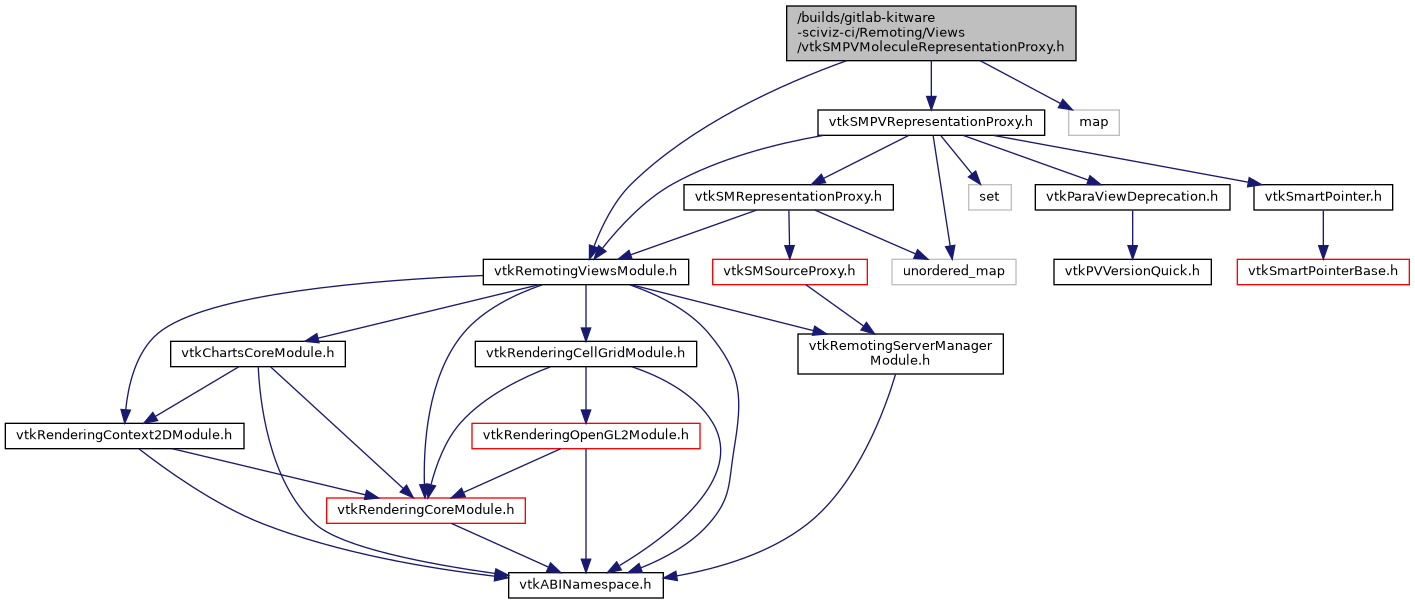 /builds/gitlab-kitware
-sciviz-ci/Remoting/Views
/vtkSMPVMoleculeRepresentationProxy.h
vtkSMPVRepresentationProxy.h
map
vtkSMRepresentationProxy.h
set
vtkParaViewDeprecation.h
vtkSmartPointer.h
vtkRemotingViewsModule.h
vtkSMSourceProxy.h
unordered_map
vtkPVVersionQuick.h
vtkSmartPointerBase.h
vtkChartsCoreModule.h
vtkRenderingCellGridModule.h
vtkRemotingServerManager
Module.h
vtkRenderingContext2DModule.h
vtkRenderingOpenGL2Module.h
vtkRenderingCoreModule.h
vtkABINamespace.h